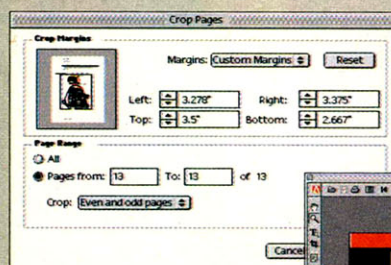 Crop Pages
Crop Margins
Margins: Custom Margins Reset
Left: 3.278" Right: 3.375"
Top: 3.5" Bottom: 2.667"
Page Range
All
Pages from: 13 To: 13 of 13
Crop: Even and odd pages
Cancel